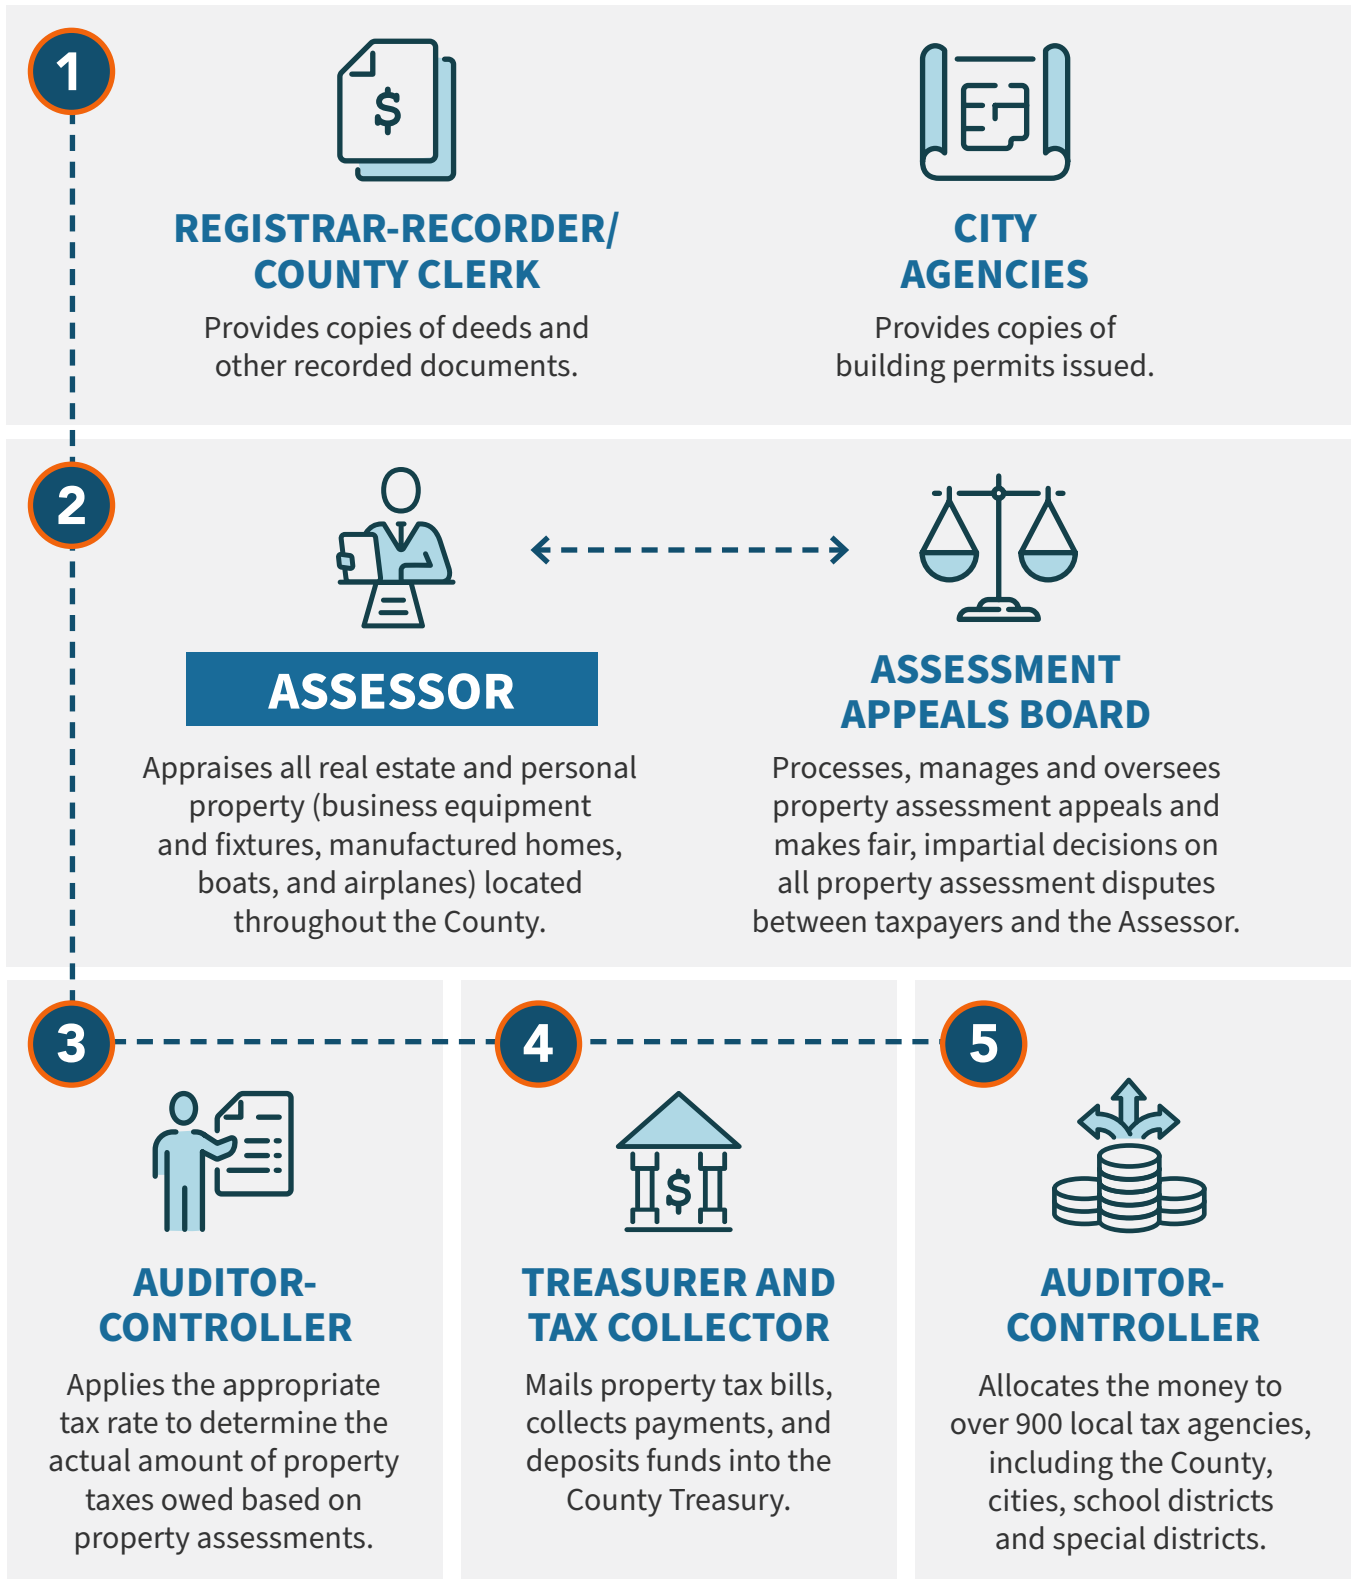 1
$
REGISTRAR-RECORDER/
COUNTY CLERK
Provides copies of deeds and
other recorded documents.
CITY
AGENCIES
Provides copies of
building permits issued.
2
ASSESSOR
Appraises all real estate and personal
property (business equipment
and fixtures, manufactured homes,
boats, and airplanes) located
throughout the County.
ASSESSMENT
APPEALS BOARD
Processes, manages and oversees
property assessment appeals and
makes fair, impartial decisions on
all property assessment disputes
between taxpayers and the Assessor.
3
AUDITOR-
CONTROLLER
Applies the appropriate
tax rate to determine the
actual amount of property
taxes owed based on
property assessments.
4
$
TREASURER AND
TAX COLLECTOR
Mails property tax bills,
collects payments, and
deposits funds into the
County Treasury.
5
AUDITOR-
CONTROLLER
Allocates the money to
over 900 local tax agencies,
including the County,
cities, school districts
and special districts.